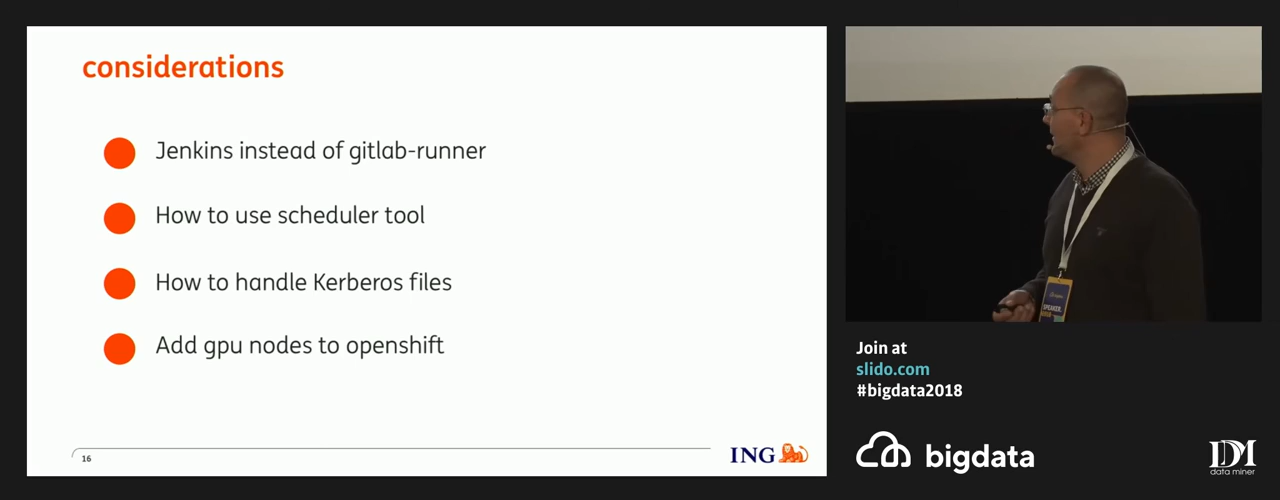 considerations
Jenkins instead of gitlab-runner
How to use scheduler tool
How to handle Kerberos files
Add gpu nodes to openshift
16
ING
SPEAKER
Join at
slido.com
#bigdata2018
bigdata
DM
data miner